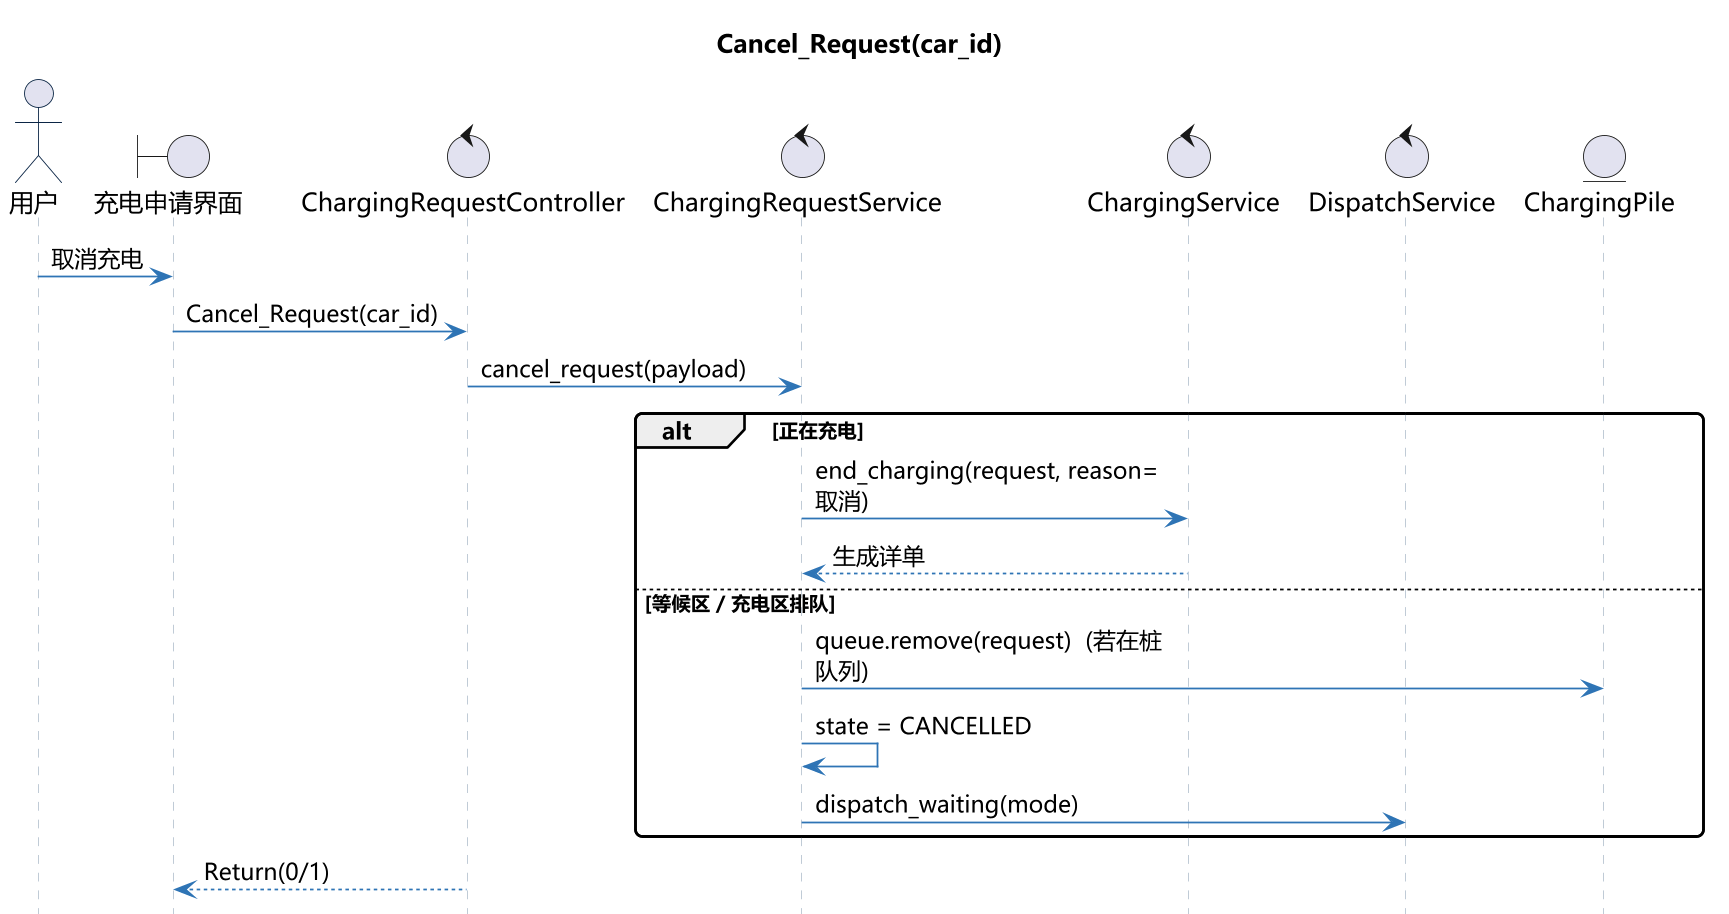 Cancel_Request(car_id)
用户
充电申请界面
ChargingRequestController
ChargingRequestService
ChargingService
DispatchService
ChargingPile
取消充电
Cancel_Request(car_id)
cancel_request(payload)
alt
[正在充电]
end_charging(request, reason=
取消)
生成详单
[等候区 / 充电区排队]
queue.remove(request)  (若在桩
队列)
state = CANCELLED
dispatch_waiting(mode)
Return(0/1)